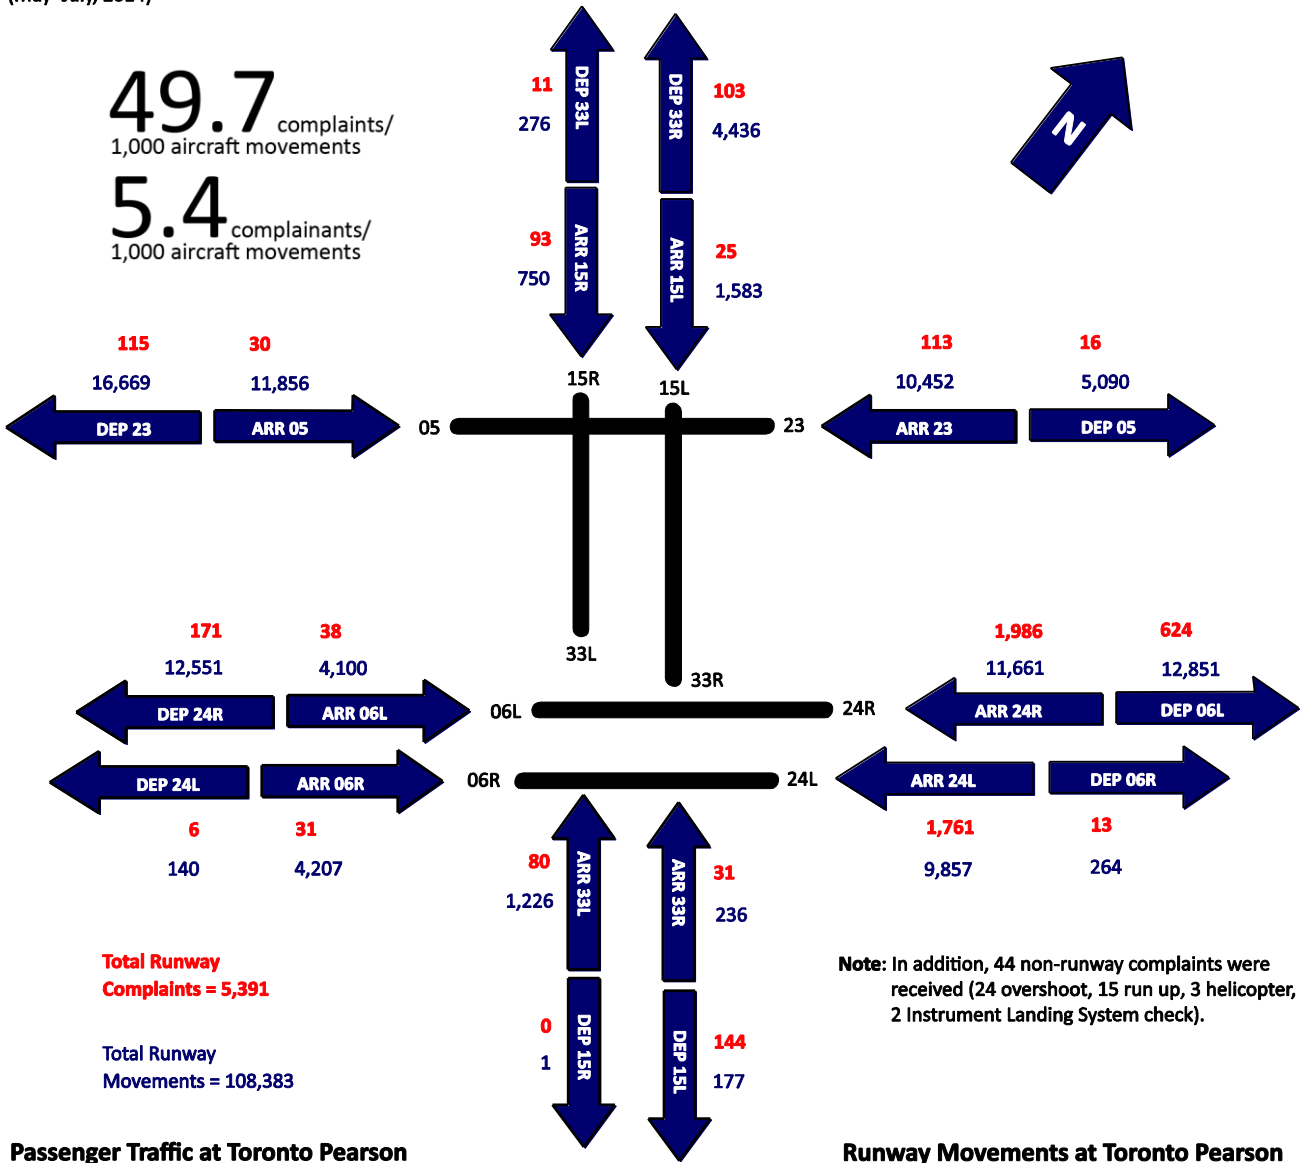 49.7 complaints/
1,000 aircraft movements
5.4 complainants/
1,000 aircraft movements
N
11
276
DEP 33L
DEP 33R
103
4,436
93
750
ARR 15R
ARR 15L
25
1,583
115 30
16,669 11,856
DEP 23 ARR 05
113 16
10,452 5,090
ARR 23 DEP 05
15R 15L
05 23
33L 33R
171 38
12,551 4,100
DEP 24R ARR 06L
06L 24R
1,986 624
11,661 12,851
ARR 24R DEP 06L
DEP 24L ARR 06R
6 31
140 4,207
06R 24L
ARR 24L DEP 06R
1,761 13
9,857 264
80
1,226
ARR 33L
ARR 33R
31
236
0
1
DEP 15R
DEP 15L
144
177
Total Runway
Complaints = 5,391
Total Runway
Movements = 108,383
Note: In addition, 44 non-runway complaints were
received (24 overshoot, 15 run up, 3 helicopter,
2 Instrument Landing System check).
Passenger Traffic at Toronto Pearson
Runway Movements at Toronto Pearson